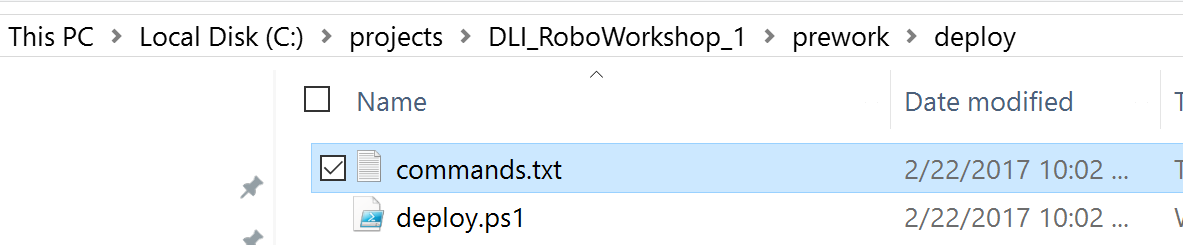 This PC > Local Disk (C:) > projects > DLI_RoboWorkshop_1 > prework > deploy
Name Date modified
commands.txt 2/22/2017 10:02 ...
deploy.ps1 2/22/2017 10:02 ...